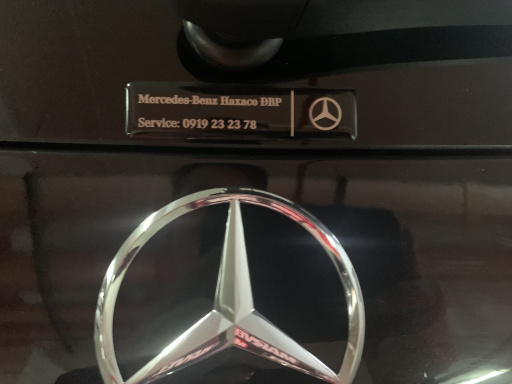 Mercedes-Benz Haxaco ĐBP
Service: 0919 23 23 78